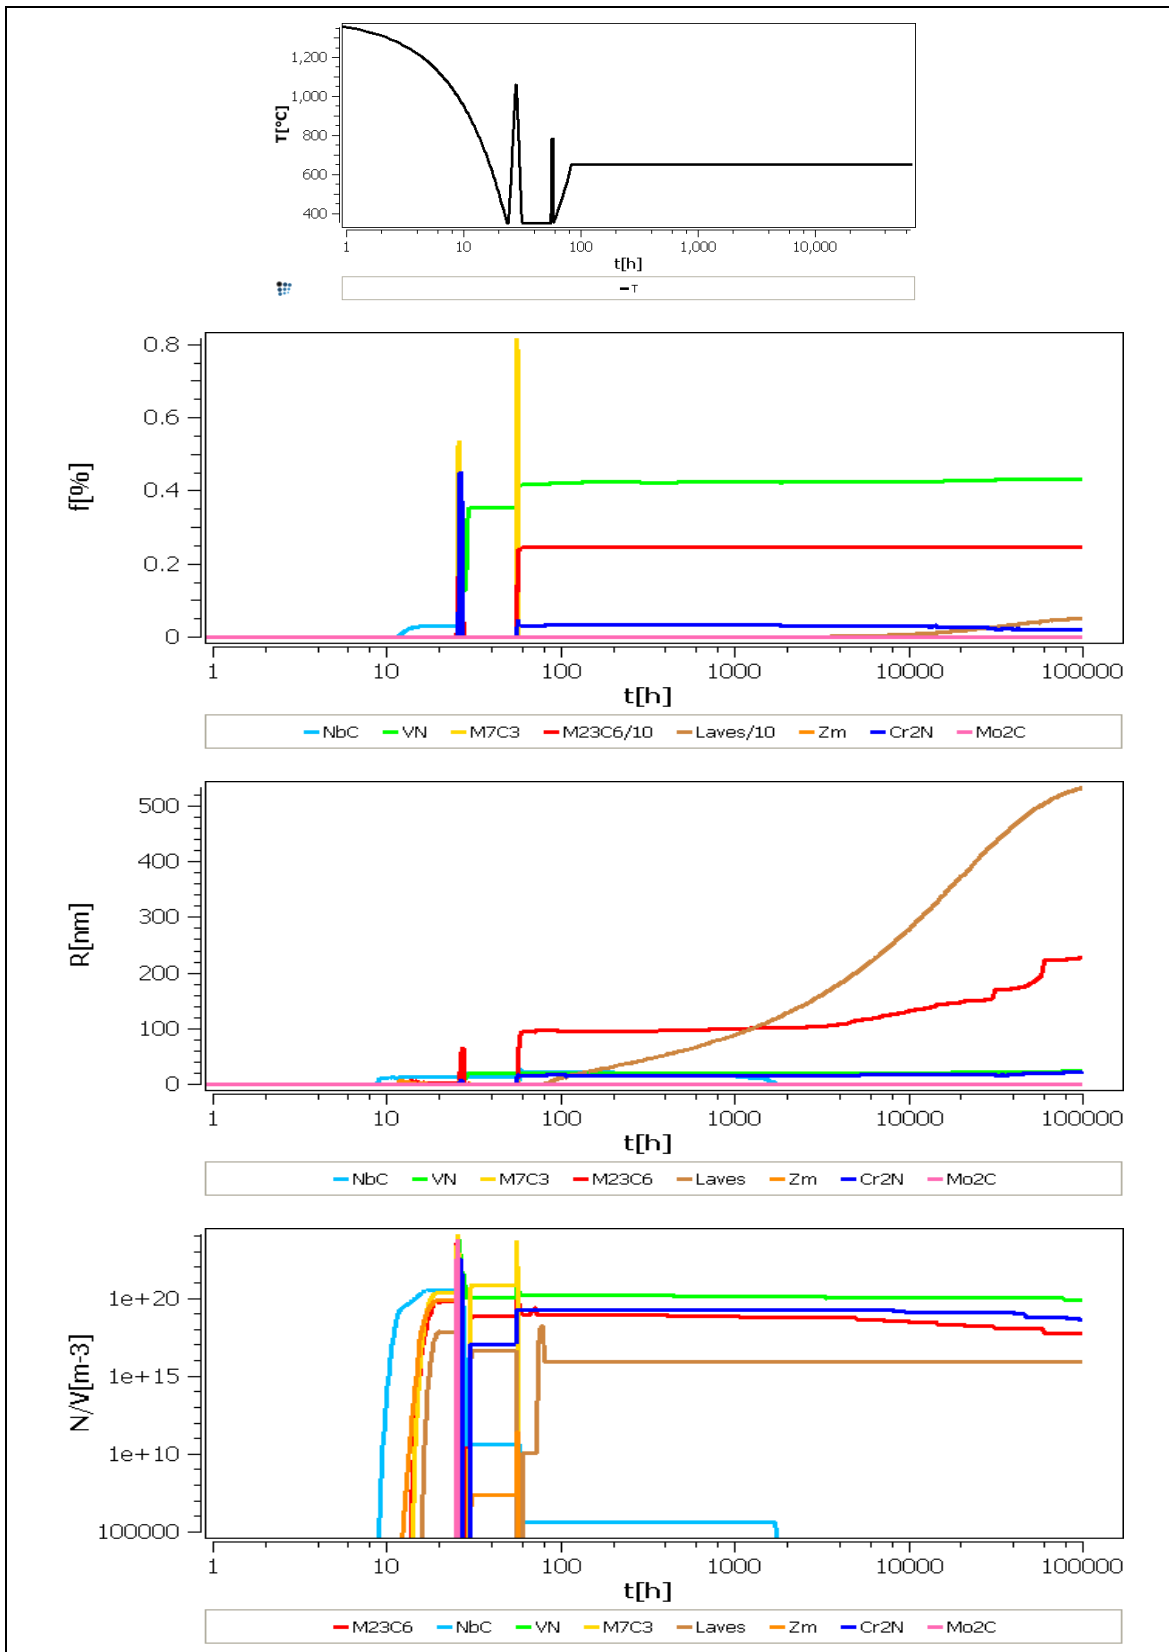 1,200
1,000
800
600
400
T[°C]
1 10 100 1,000 10,000
t[h]
T
0.8
0.6
0.4
0.2
0
f[%]
1 10 100 1000 10000 100000
t[h]
NbC VN M7C3 M23C6/10 Laves/10 Zm Cr2N Mo2C
500
400
300
200
100
0
R[nm]
1 10 100 1000 10000 100000
t[h]
NbC VN M7C3 M23C6 Laves Zm Cr2N Mo2C
1e+20
1e+15
1e+10
100000
N/V[m-3]
1 10 100 1000 10000 100000
t[h]
M23C6 NbC VN M7C3 Laves Zm Cr2N Mo2C